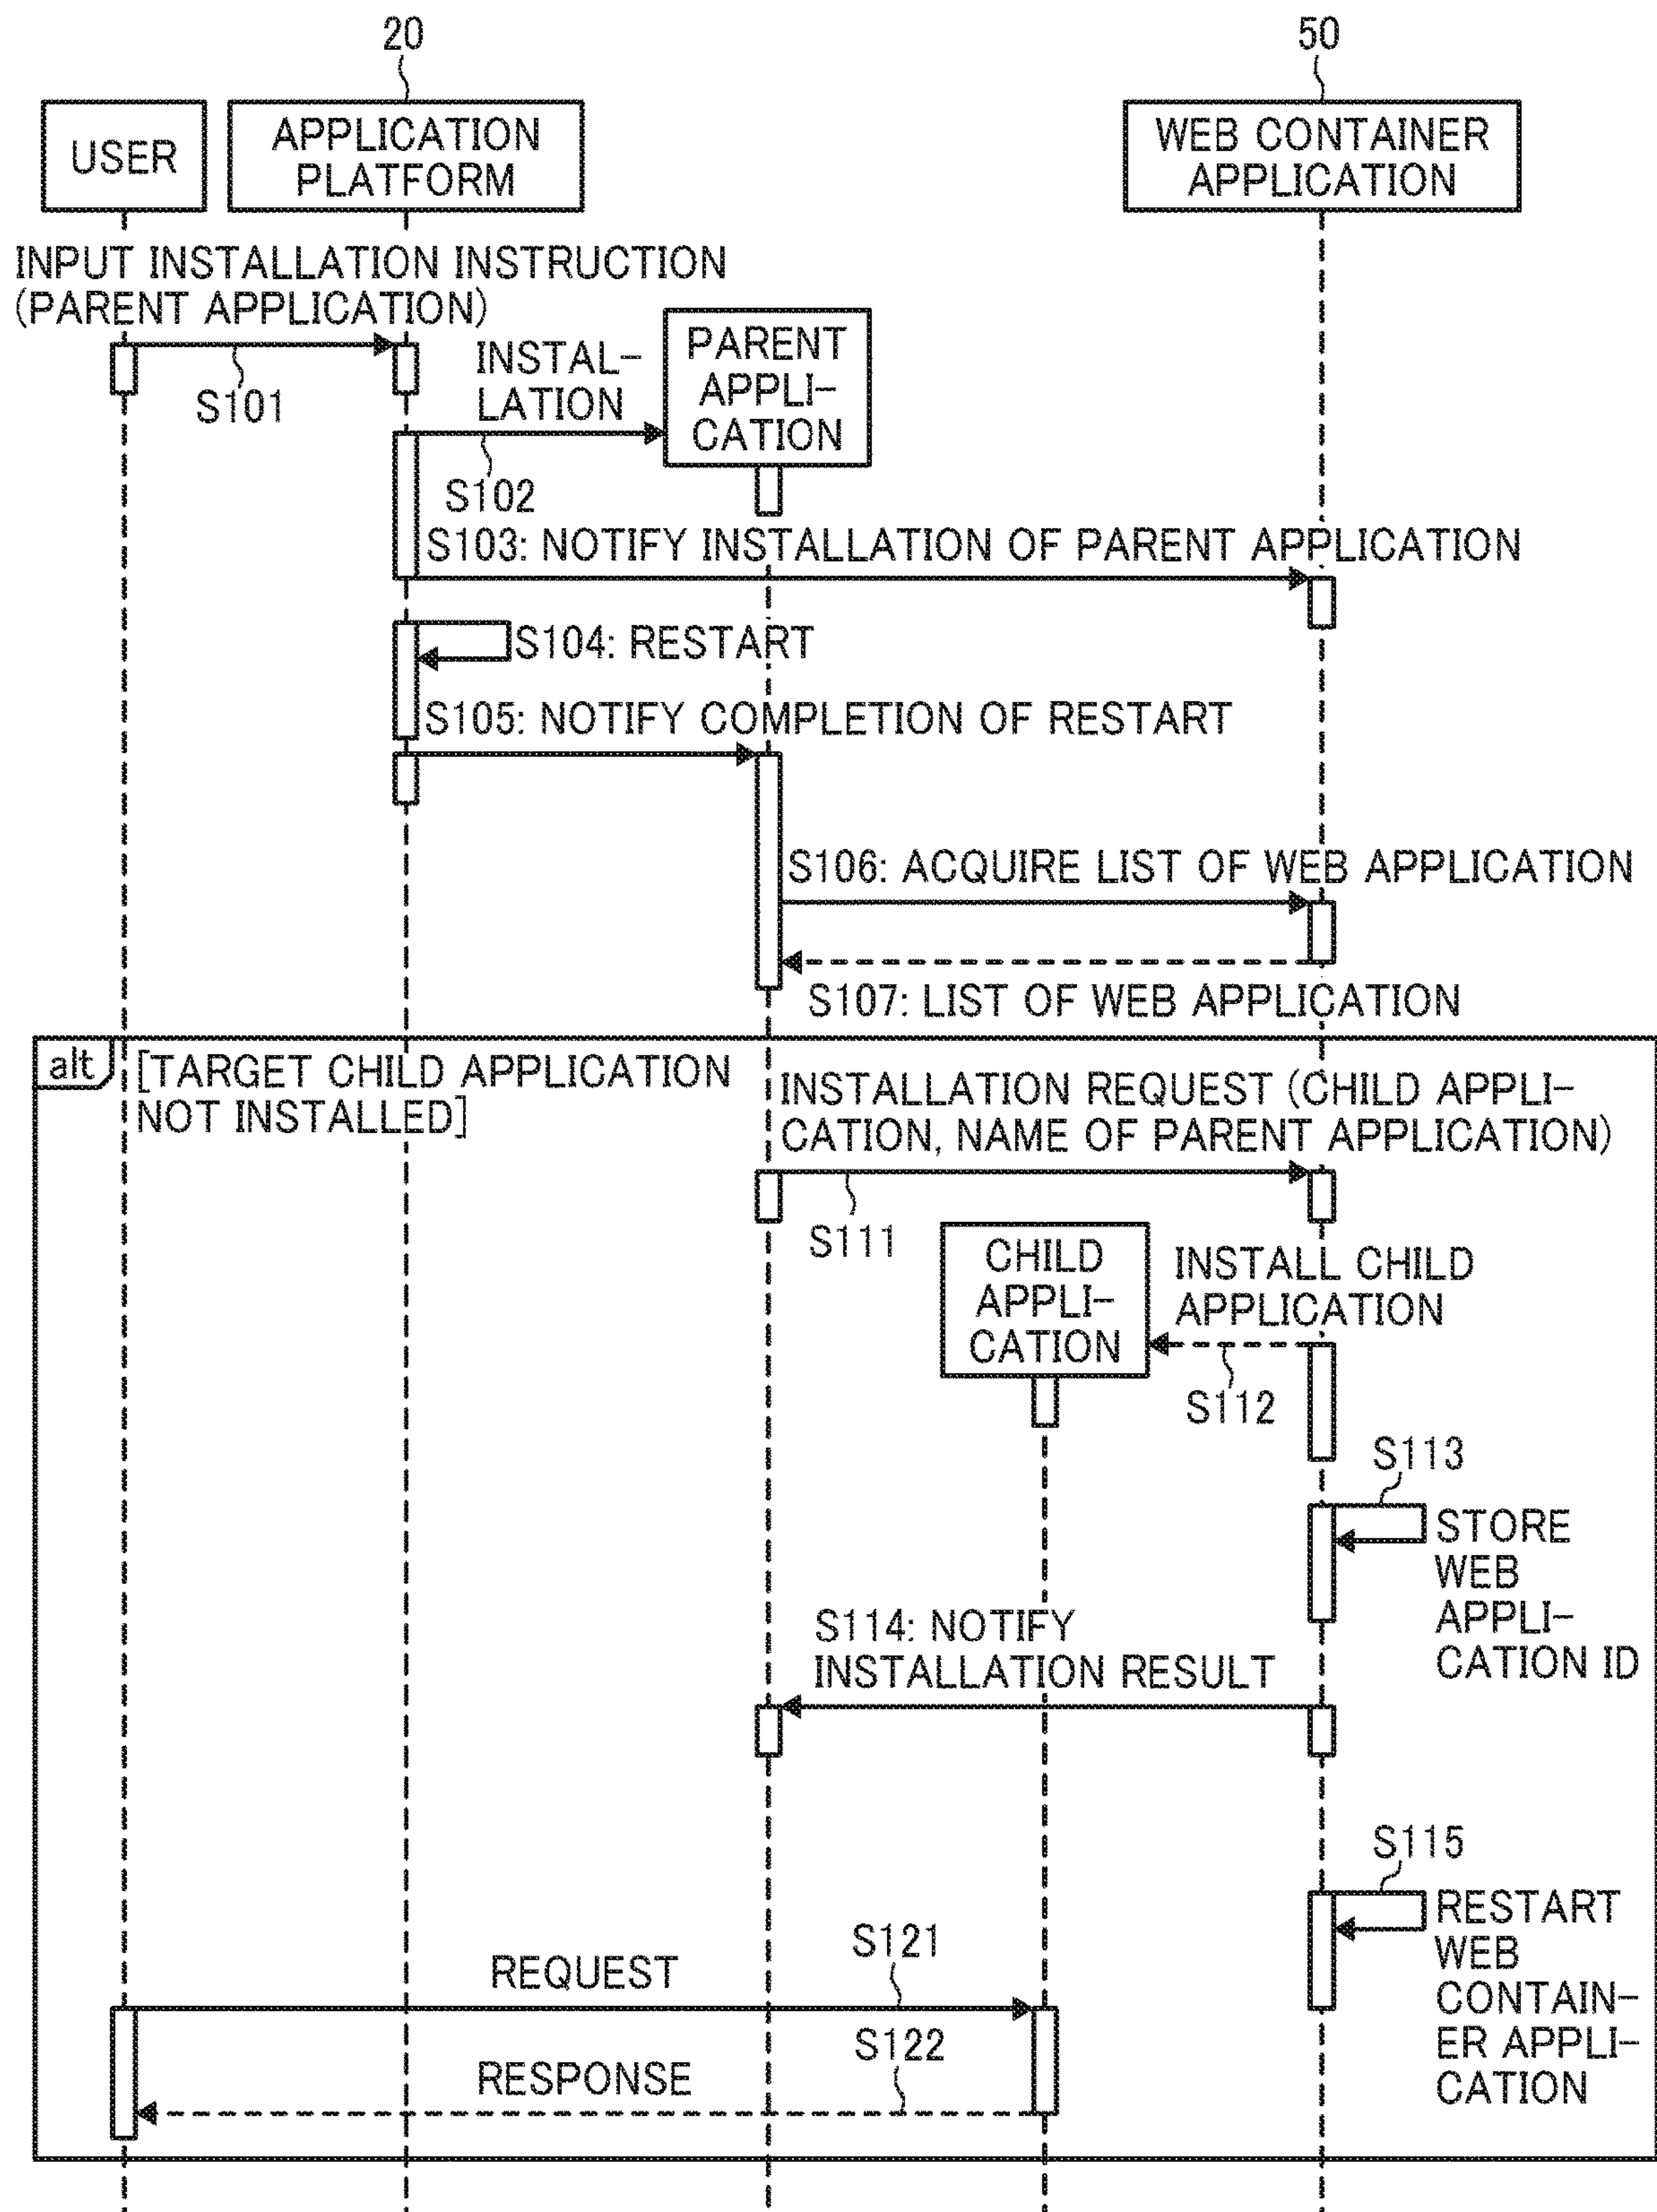 20
50
USER
APPLICATION
PLATFORM
WEB CONTAINER
APPLICATION
INPUT INSTALLATION INSTRUCTION
(PARENT APPLICATION)
S101
INSTAL-
LATION
S102
PARENT
APPLI-
CATION
S103: NOTIFY INSTALLATION OF PARENT APPLICATION
S104: RESTART
S105: NOTIFY COMPLETION OF RESTART
S106: ACQUIRE LIST OF WEB APPLICATION
S107: LIST OF WEB APPLICATION
alt
[TARGET CHILD APPLICATION
NOT INSTALLED]
INSTALLATION REQUEST (CHILD APPLI-
CATION, NAME OF PARENT APPLICATION)
S111
CHILD
APPLI-
CATION
INSTALL CHILD
APPLICATION
S112
S113
STORE
WEB
APPLI-
CATION ID
S114: NOTIFY
INSTALLATION RESULT
S115
RESTART
WEB
CONTAIN-
ER APPLI-
CATION
REQUEST
S121
S122
RESPONSE